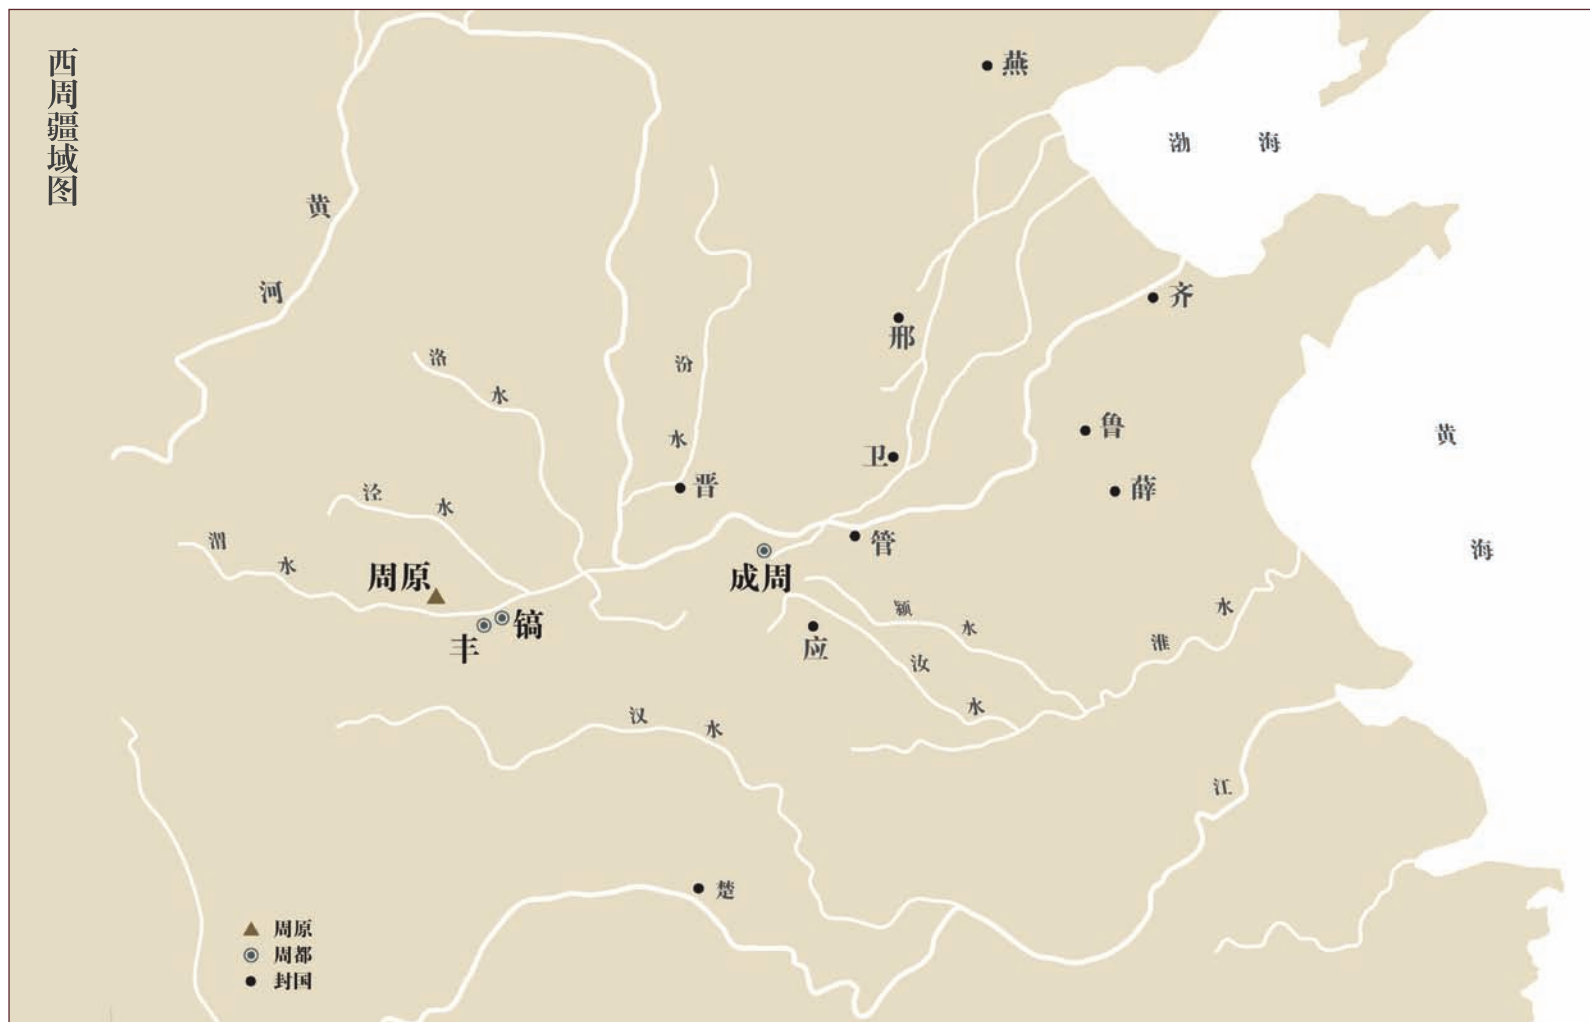 西周疆域图
燕
渤海
黄河
齐
邢
洛水
汾水
鲁
黄海
卫
晋
薛
泾水
渭水
管
周原
成周
镐
丰
颍水
应
汝水
淮水
汉水
江
楚
周原
周都
封国